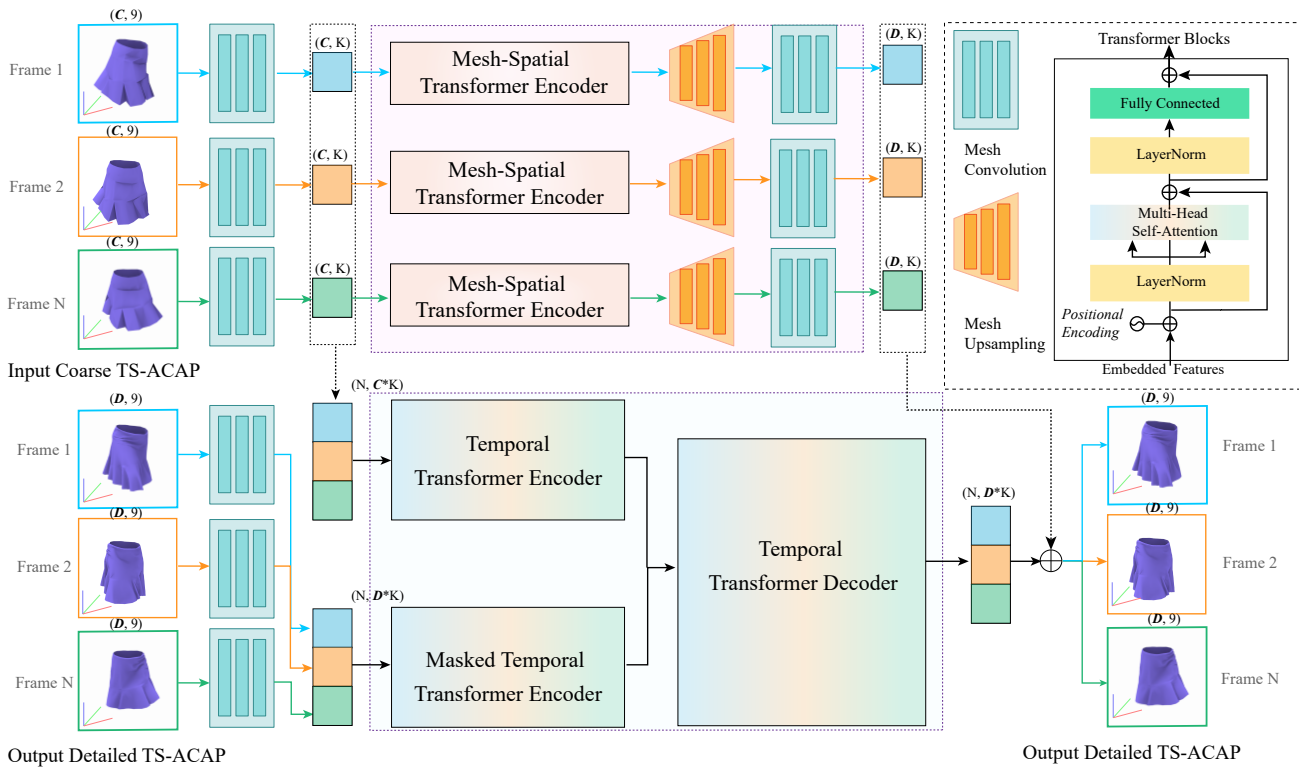 (C, 9)
Frame 1
(C, K)
Mesh-Spatial
Transformer Encoder
(D, K)
(C, 9)
Frame 2
(C, K)
Mesh-Spatial
Transformer Encoder
(D, K)
(C, 9)
Frame N
(C, K)
Mesh-Spatial
Transformer Encoder
(D, K)
Input Coarse TS-ACAP
Mesh
Convolution
Mesh
Upsampling
Transformer Blocks
Fully Connected
LayerNorm
Multi-Head
Self-Attention
LayerNorm
Positional
Encoding
Embedded Features
(D, 9)
Frame 1
(D, 9)
Frame 2
(D, 9)
Frame N
Output Detailed TS-ACAP
(N, C*K)
Temporal
Transformer Encoder
(N, D*K)
Masked Temporal
Transformer Encoder
Temporal
Transformer Decoder
(N, D*K)
(D, 9)
Frame 1
(D, 9)
Frame 2
(D, 9)
Frame N
Output Detailed TS-ACAP